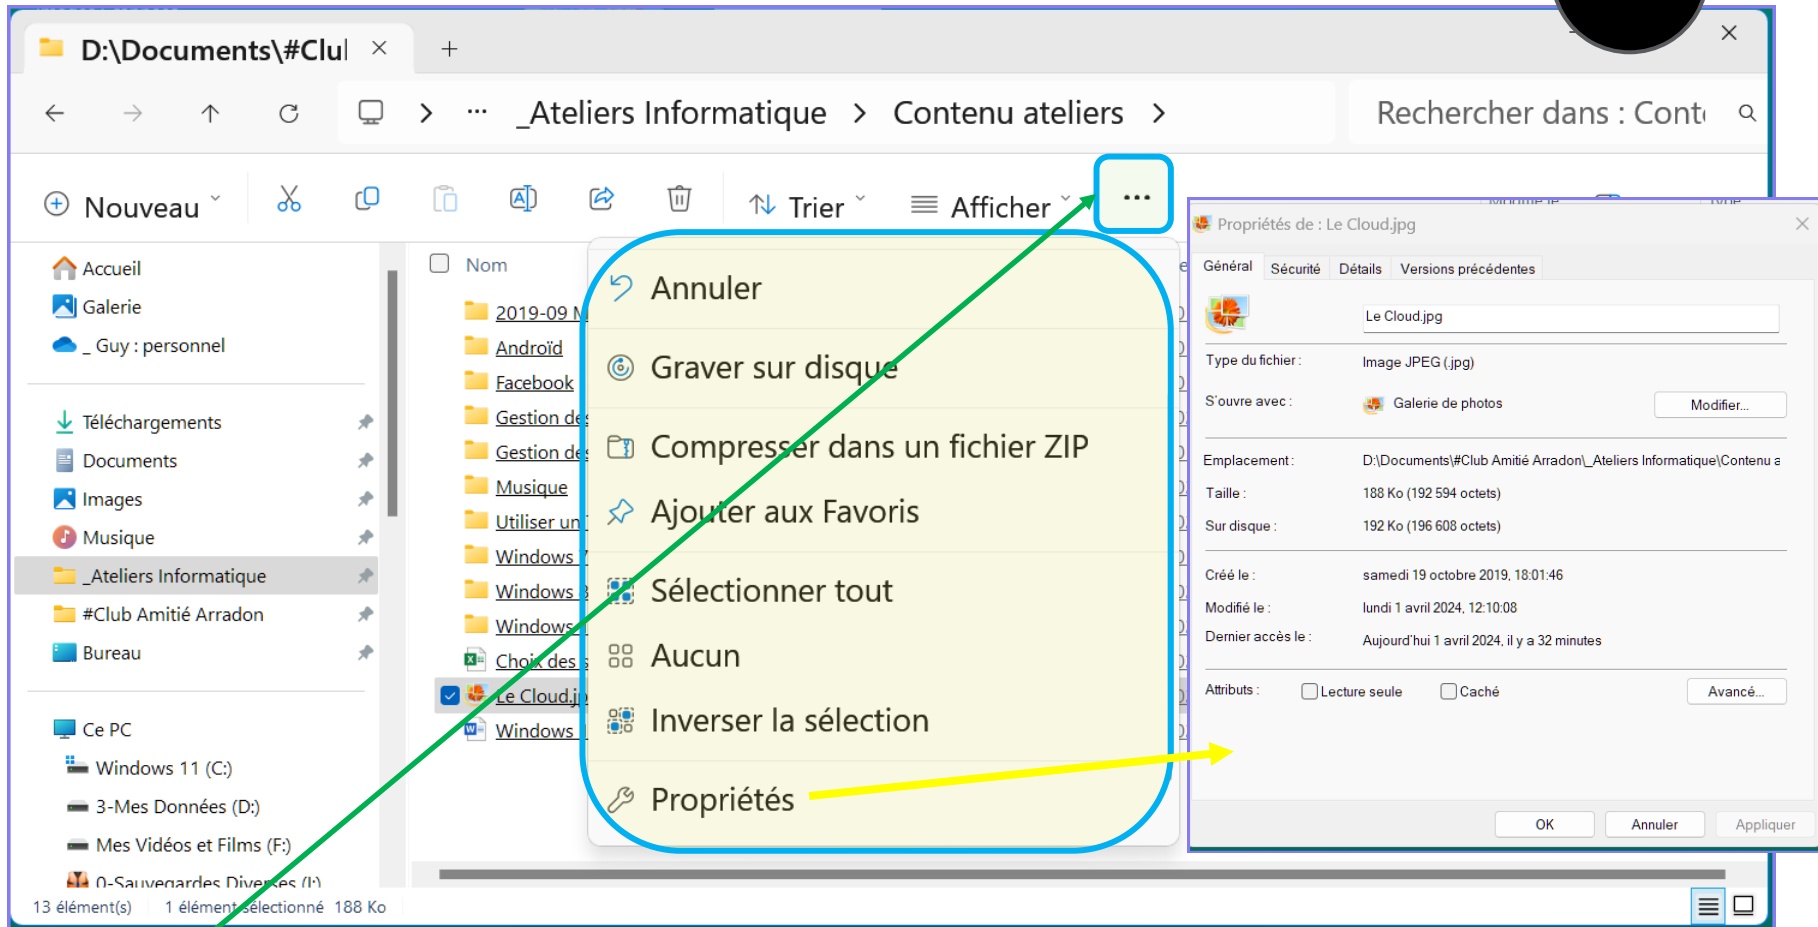 D:\Documents\#Clul
_Ateliers Informatique > Contenu ateliers >
Rechercher dans : Cont
Nouveau
Trier
Afficher
...
Accueil
Galerie
_ Guy : personnel
Téléchargements
Documents
Images
Musique
_Ateliers Informatique
#Club Amitié Arradon
Bureau
Ce PC
Windows 11 (C:)
3-Mes Données (D:)
Mes Vidéos et Films (F:)
0-Sauvegardes Diverses (I:)
Nom
2019-09
Androïd
Facebook
Gestion des
Gestion des
Musique
Utiliser un
Windows 7
Windows 8
Windows
Choix des s
Le Cloud.jp
Windows
Annuler
Graver sur disque
Compresser dans un fichier ZIP
Ajouter aux Favoris
Sélectionner tout
Aucun
Inverser la sélection
Propriétés
Propriétés de : Le Cloud.jpg
Général Sécurité Détails Versions précédentes
Le Cloud.jpg
Type du fichier : Image JPEG (.jpg)
S'ouvre avec : Galerie de photos Modifier...
Emplacement : D:\Documents\#Club Amitié Arradon\_Ateliers Informatique\Contenu a
Taille : 188 Ko (192 594 octets)
Sur disque : 192 Ko (196 608 octets)
Créé le : samedi 19 octobre 2019, 18:01:46
Modifié le : lundi 1 avril 2024, 12:10:08
Dernier accès le : Aujourd'hui 1 avril 2024, il y a 32 minutes
Attributs : Lecture seule Caché Avancé...
OK Annuler Appliquer
13 élément(s) 1 élément sélectionné 188 Ko